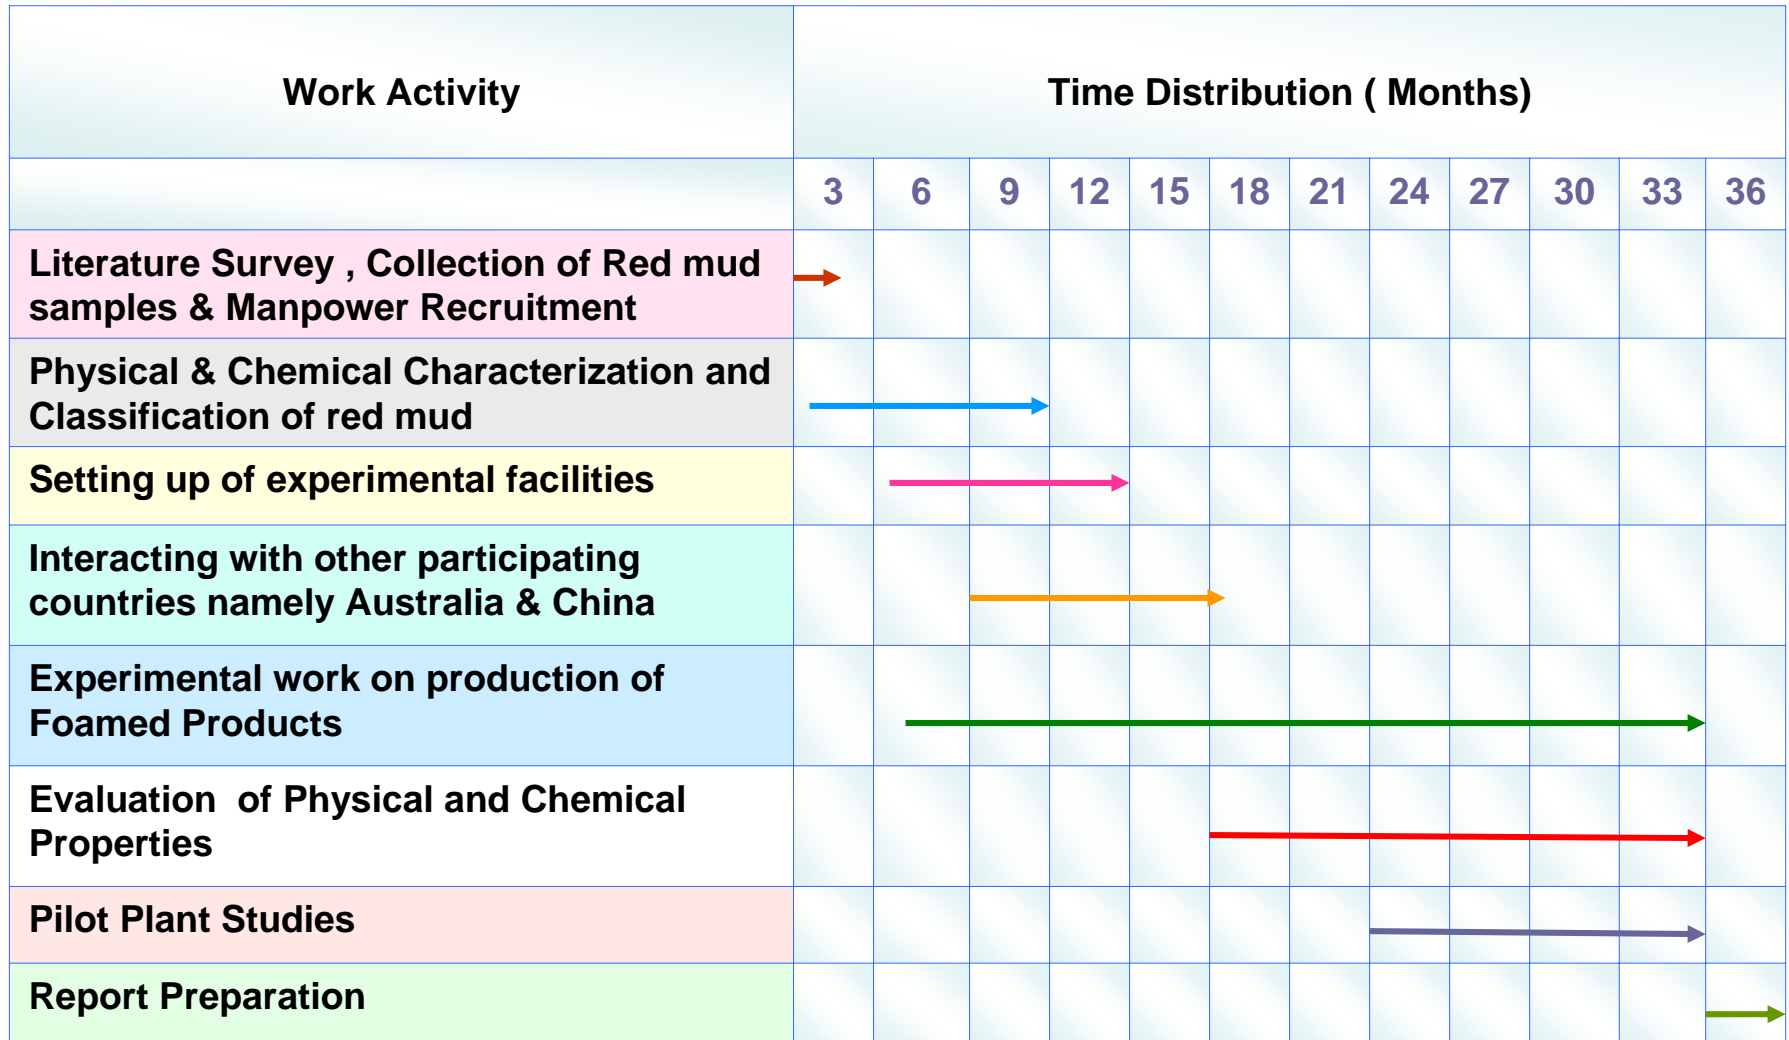 Work Activity
Time Distribution ( Months)
3 6 9 12 15 18 21 24 27 30 33 36
Literature Survey , Collection of Red mud
samples & Manpower Recruitment
Physical & Chemical Characterization and
Classification of red mud
Setting up of experimental facilities
Interacting with other participating
countries namely Australia & China
Experimental work on production of
Foamed Products
Evaluation of Physical and Chemical
Properties
Pilot Plant Studies
Report Preparation